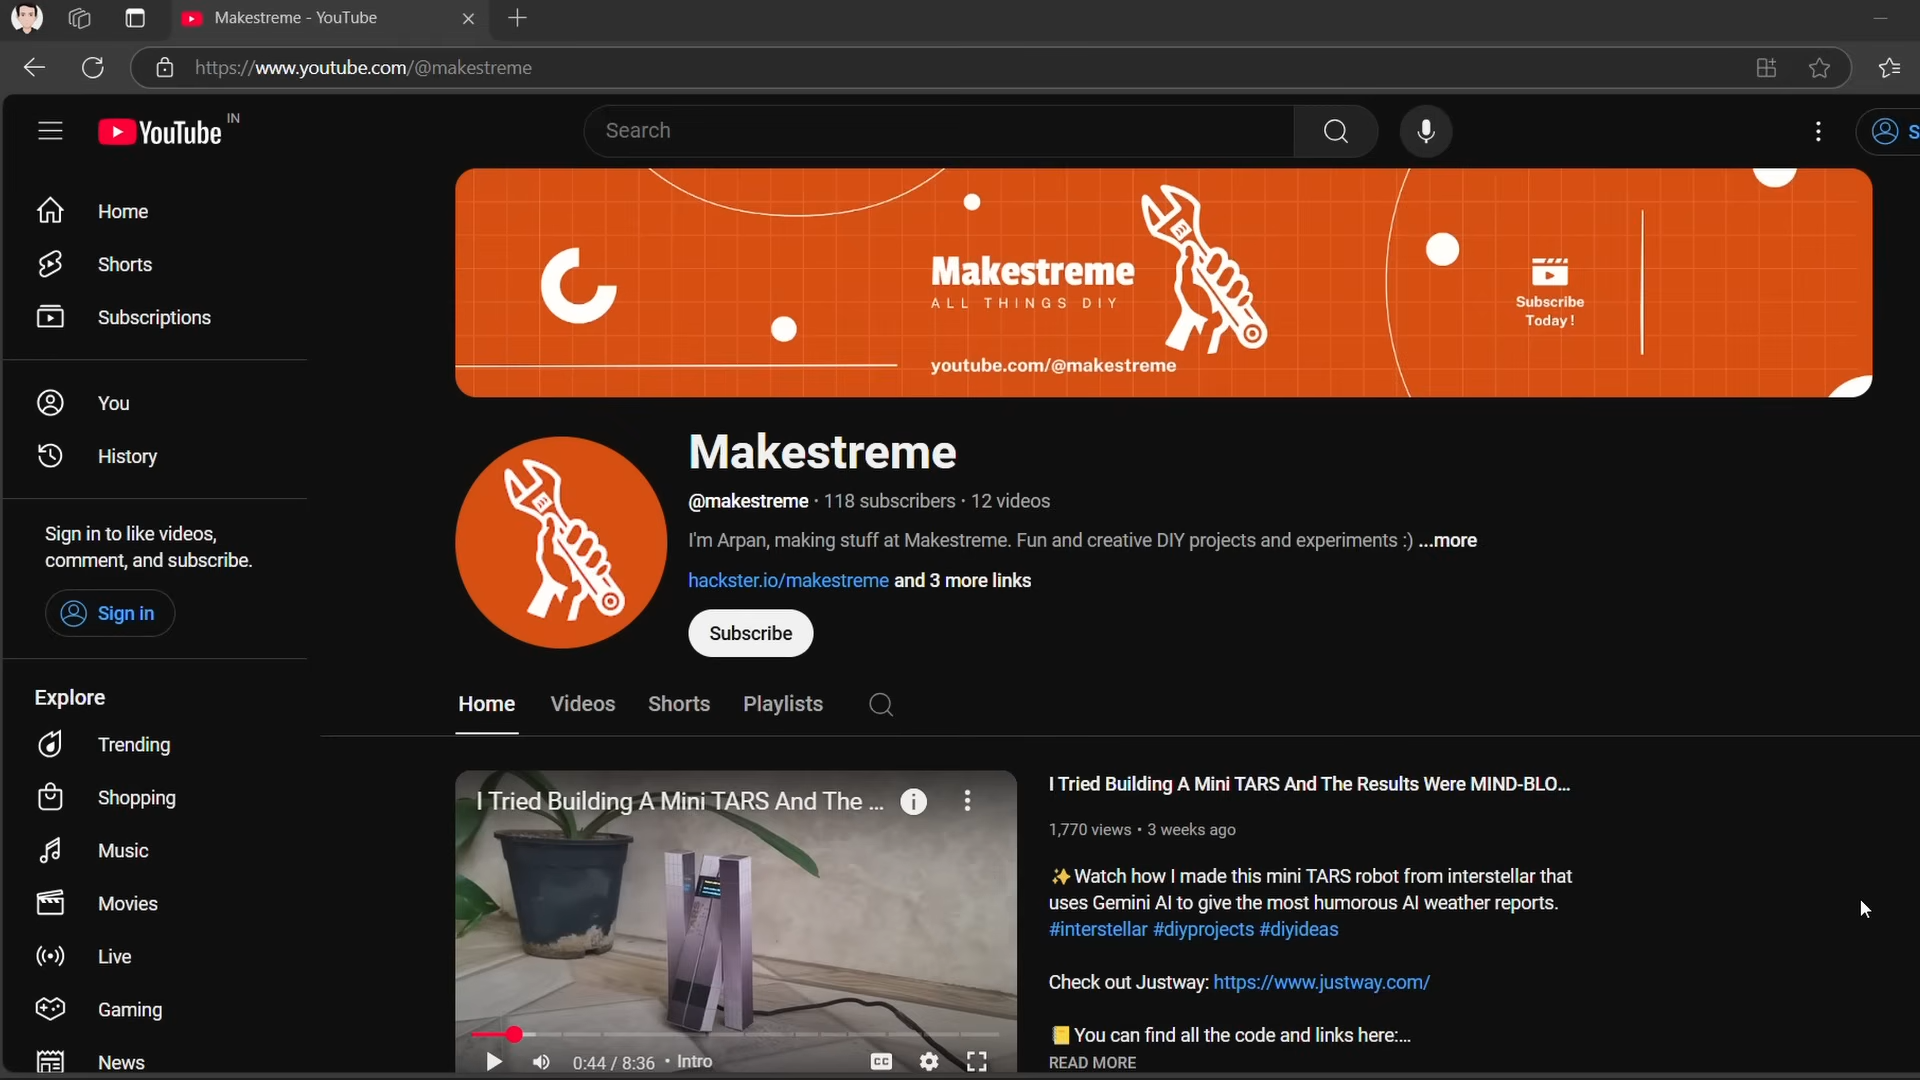 Makestreme - YouTube
https://www.youtube.com/@makestreme
YouTube IN
Search
S
Home
Shorts
Subscriptions
You
History
Sign in to like videos,
comment, and subscribe.
Sign in
Explore
Trending
Shopping
Music
Movies
Live
Gaming
News
Makestreme
ALL THINGS DIY
youtube.com/@makestreme
Subscribe
Today!
Makestreme
@makestreme · 118 subscribers · 12 videos
I'm Arpan, making stuff at Makestreme. Fun and creative DIY projects and experiments :) ...more
hackster.io/makestreme and 3 more links
Subscribe
Home Videos Shorts Playlists
I Tried Building A Mini TARS And The ...
CC
0:44 / 8:36 • Intro
I Tried Building A Mini TARS And The Results Were MIND-BLO...
1,770 views • 3 weeks ago
✨Watch how I made this mini TARS robot from interstellar that
uses Gemini AI to give the most humorous AI weather reports.
#interstellar #diyprojects #diyideas
Check out Justway: https://www.justway.com/
📒You can find all the code and links here:...
READ MORE